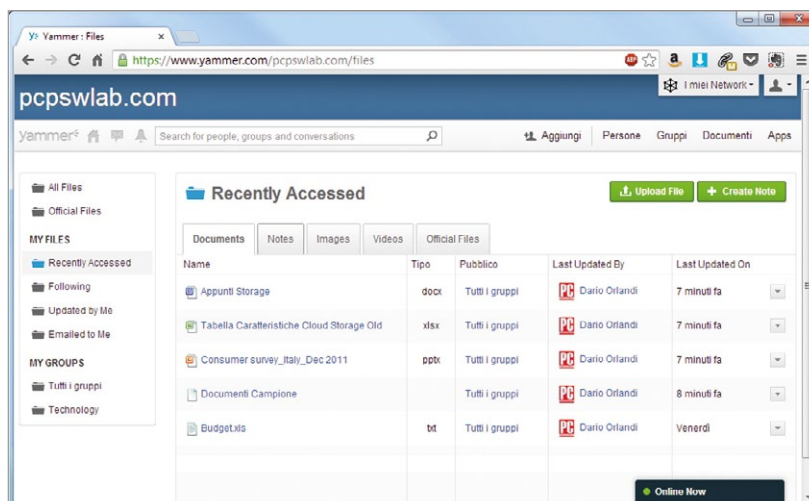 Yammer : Files
https://www.yammer.com/pcpswlab.com/files
pcpswlab.com
I miei Network
yammer
Search for people, groups and conversations
Aggiungi Persone Gruppi Documenti Apps
All Files
Official Files
MY FILES
Recently Accessed
Following
Updated by Me
Emailed to Me
MY GROUPS
Tutti i gruppi
Technology
Recently Accessed
Upload File
Create Note
Documents Notes Images Videos Official Files
Name Tipo Pubblico Last Updated By Last Updated On
Appunti Storage docx Tutti i gruppi PC Dario Orlandi 7 minuti fa
Tabella Caratteristiche Cloud Storage Old xlsx Tutti i gruppi PC Dario Orlandi 7 minuti fa
Consumer survey_Italy_Dec 2011 pptx Tutti i gruppi PC Dario Orlandi 7 minuti fa
Documenti Campione Tutti i gruppi PC Dario Orlandi 8 minuti fa
Budget.xls txt Tutti i gruppi PC Dario Orlandi Venerdì
Online Now